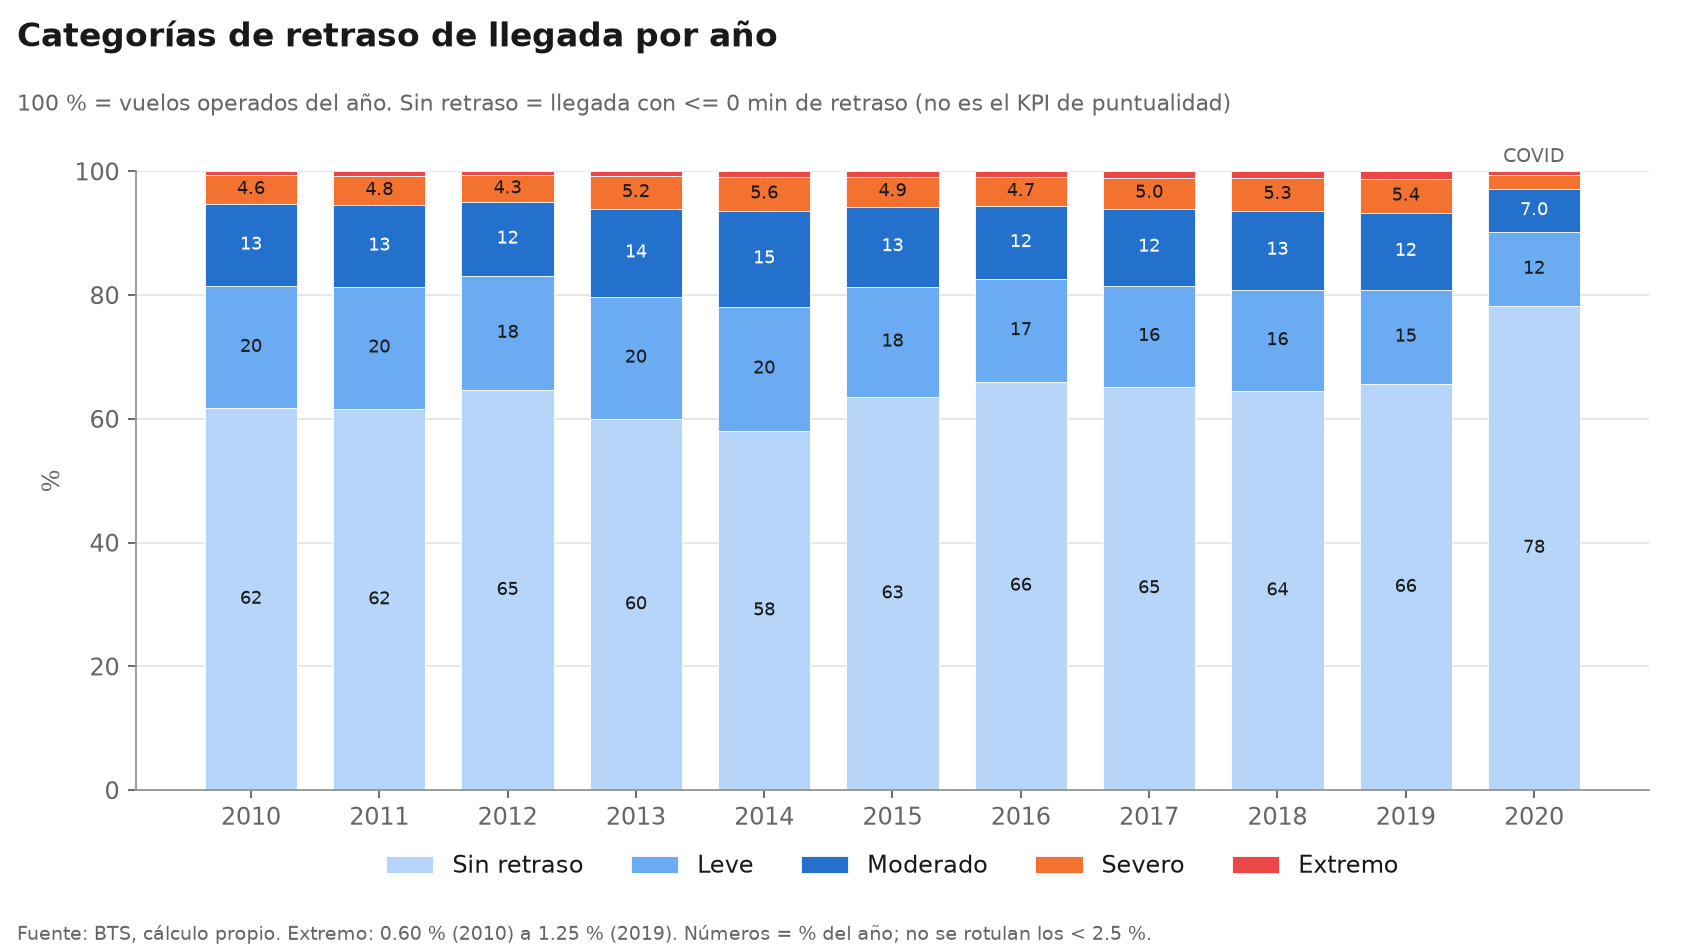 Categorías de retraso de llegada por año
100 % = vuelos operados del año. Sin retraso = llegada con <= 0 min de retraso (no es el KPI de puntualidad)
COVID
100
4.6 4.8 4.3 5.2 5.6 4.9 4.7 5.0 5.3 5.4
13 13 12 14 15 13 12 12 13 12 7.0
80
20 20 18 20 20 18 17 16 16 15 12
60
%
40
62 62 65 60 58 63 66 65 64 66 78
20
0
2010 2011 2012 2013 2014 2015 2016 2017 2018 2019 2020
Sin retraso Leve Moderado Severo Extremo
Fuente: BTS, cálculo propio. Extremo: 0.60 % (2010) a 1.25 % (2019). Números = % del año; no se rotulan los < 2.5 %.